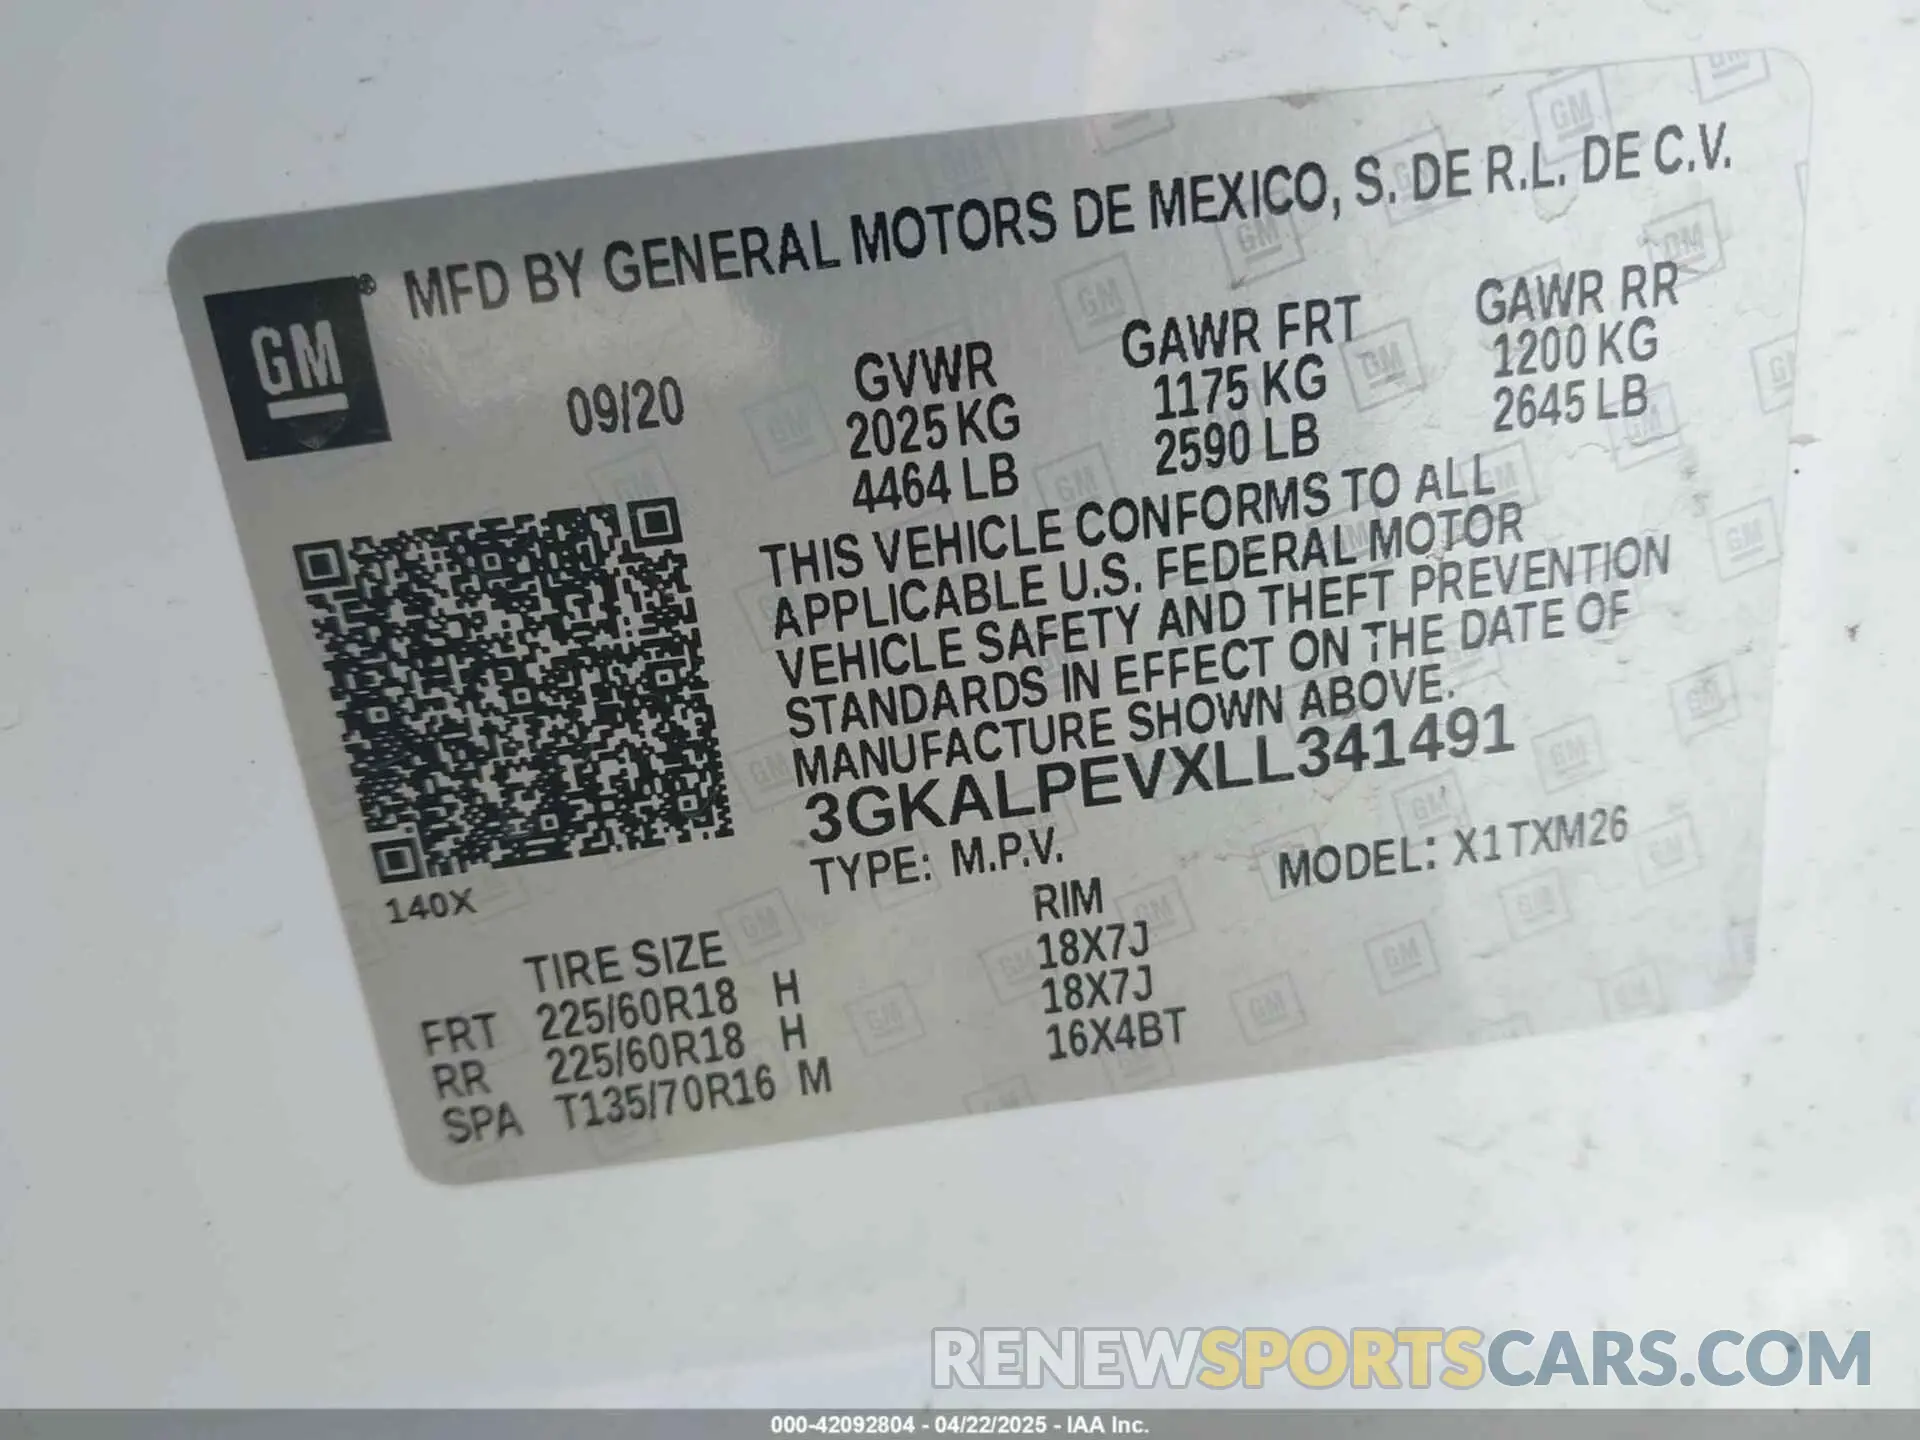 MFD BY GENERAL MOTORS DE MEXICO, S. DE R.L. DE C.V.
GM®
09/20
GVWR GAWR FRT GAWR RR
2025 KG 1175 KG 1200 KG
4464 LB 2590 LB 2645 LB
THIS VEHICLE CONFORMS TO ALL
APPLICABLE U.S. FEDERAL MOTOR
VEHICLE SAFETY AND THEFT PREVENTION
STANDARDS IN EFFECT ON THE DATE OF
MANUFACTURE SHOWN ABOVE.
3GKALPEVXLL341491
TYPE: M.P.V. MODEL: X1TXM26
140X
TIRE SIZE RIM
FRT 225/60R18 H 18X7J
RR 225/60R18 H 18X7J
SPA T135/70R16 M 16X4BT
RENEWSPORTSCARS.COM
000-42092804 - 04/22/2025 - IAA Inc.